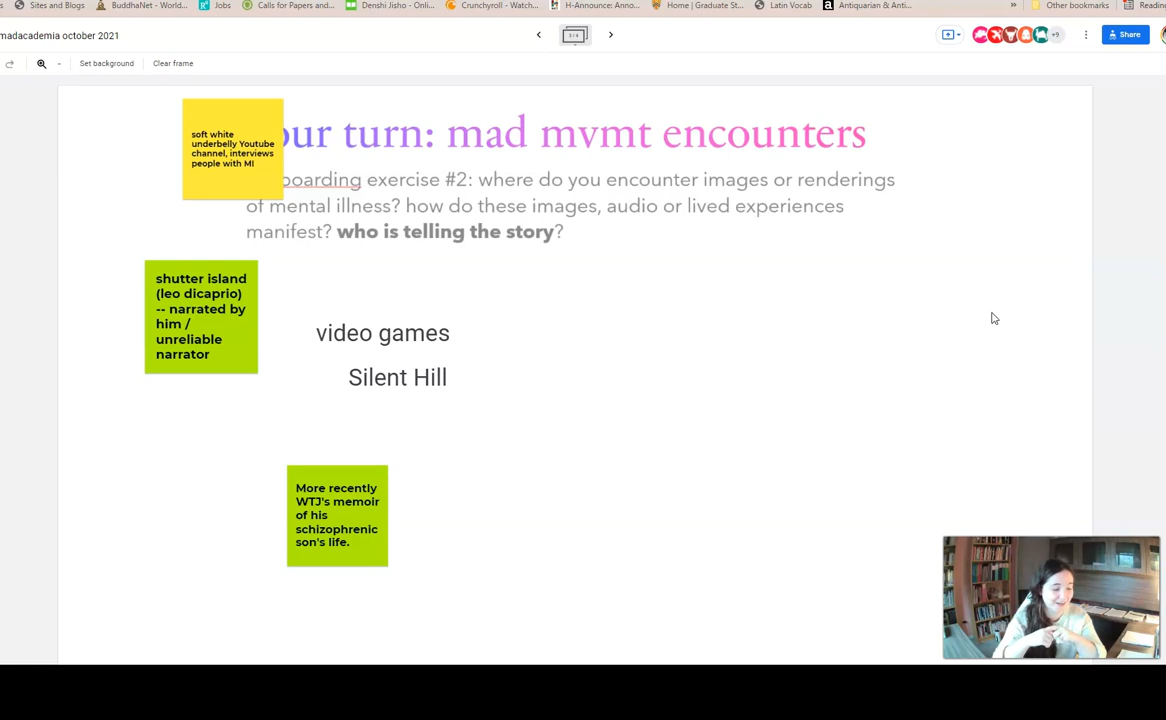 Sites and Blogs
BuddhaNet - World...
Jobs
Calls for Papers and...
Denshi Jisho - Onli...
Crunchyroll - Watch...
H-Announce: Anno...
Home | Graduate St...
Latin Vocab
Antiquarian & Anti...
»
Other bookmarks
madacademia october 2021
3 / 4
+9
Share
Set background
Clear frame
our turn: mad mvmt encounters
boarding exercise #2: where do you encounter images or renderings
of mental illness? how do these images, audio or lived experiences
manifest? who is telling the story?
soft white
underbelly Youtube
channel, interviews
people with MI
shutter island
(leo dicaprio)
-- narrated by
him /
unreliable
narrator
video games
Silent Hill
More recently
WTJ's memoir
of his
schizophrenic
son's life.